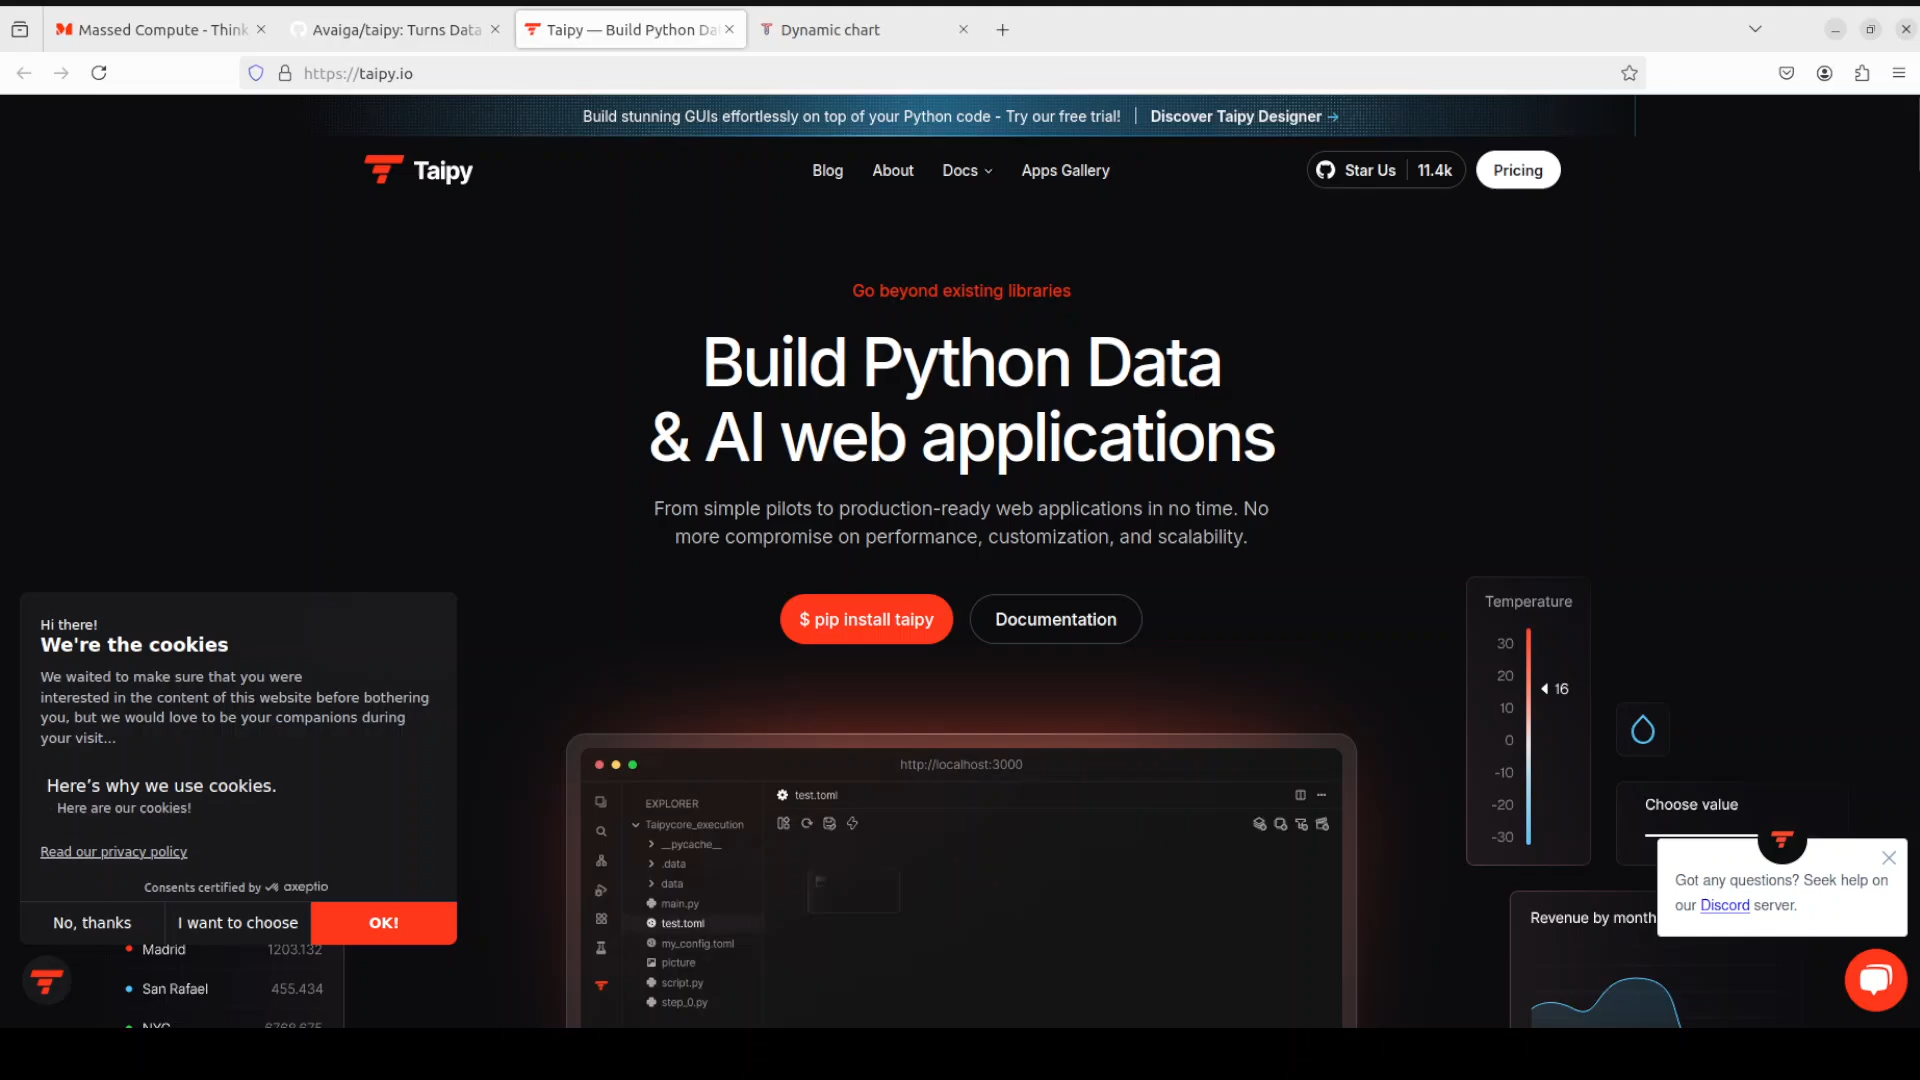 Massed Compute - Think
Avaiga/taipy: Turns Data
Taipy — Build Python Da
Dynamic chart
https://taipy.io
Build stunning GUIs effortlessly on top of your Python code - Try our free trial! | Discover Taipy Designer →
Taipy
Blog
About
Docs
Apps Gallery
Star Us
11.4k
Pricing
Go beyond existing libraries
Build Python Data
& AI web applications
From simple pilots to production-ready web applications in no time. No
more compromise on performance, customization, and scalability.
$ pip install taipy
Documentation
Hi there!
We're the cookies
We waited to make sure that you were
interested in the content of this website before bothering
you, but we would love to be your companions during
your visit...
Here’s why we use cookies.
Here are our cookies!
Read our privacy policy
Consents certified by axeptio
No, thanks
I want to choose
OK!
Madrid 1203.132
San Rafael 455.434
NYC 6768.675
http://localhost:3000
EXPLORER
Taipycore_execution
__pycache__
.data
data
main.py
test.toml
my_config.toml
picture
script.py
step_0.py
test.toml
Temperature
30
20
16
10
0
-10
-20
-30
Choose value
Got any questions? Seek help on
our Discord server.
Revenue by month